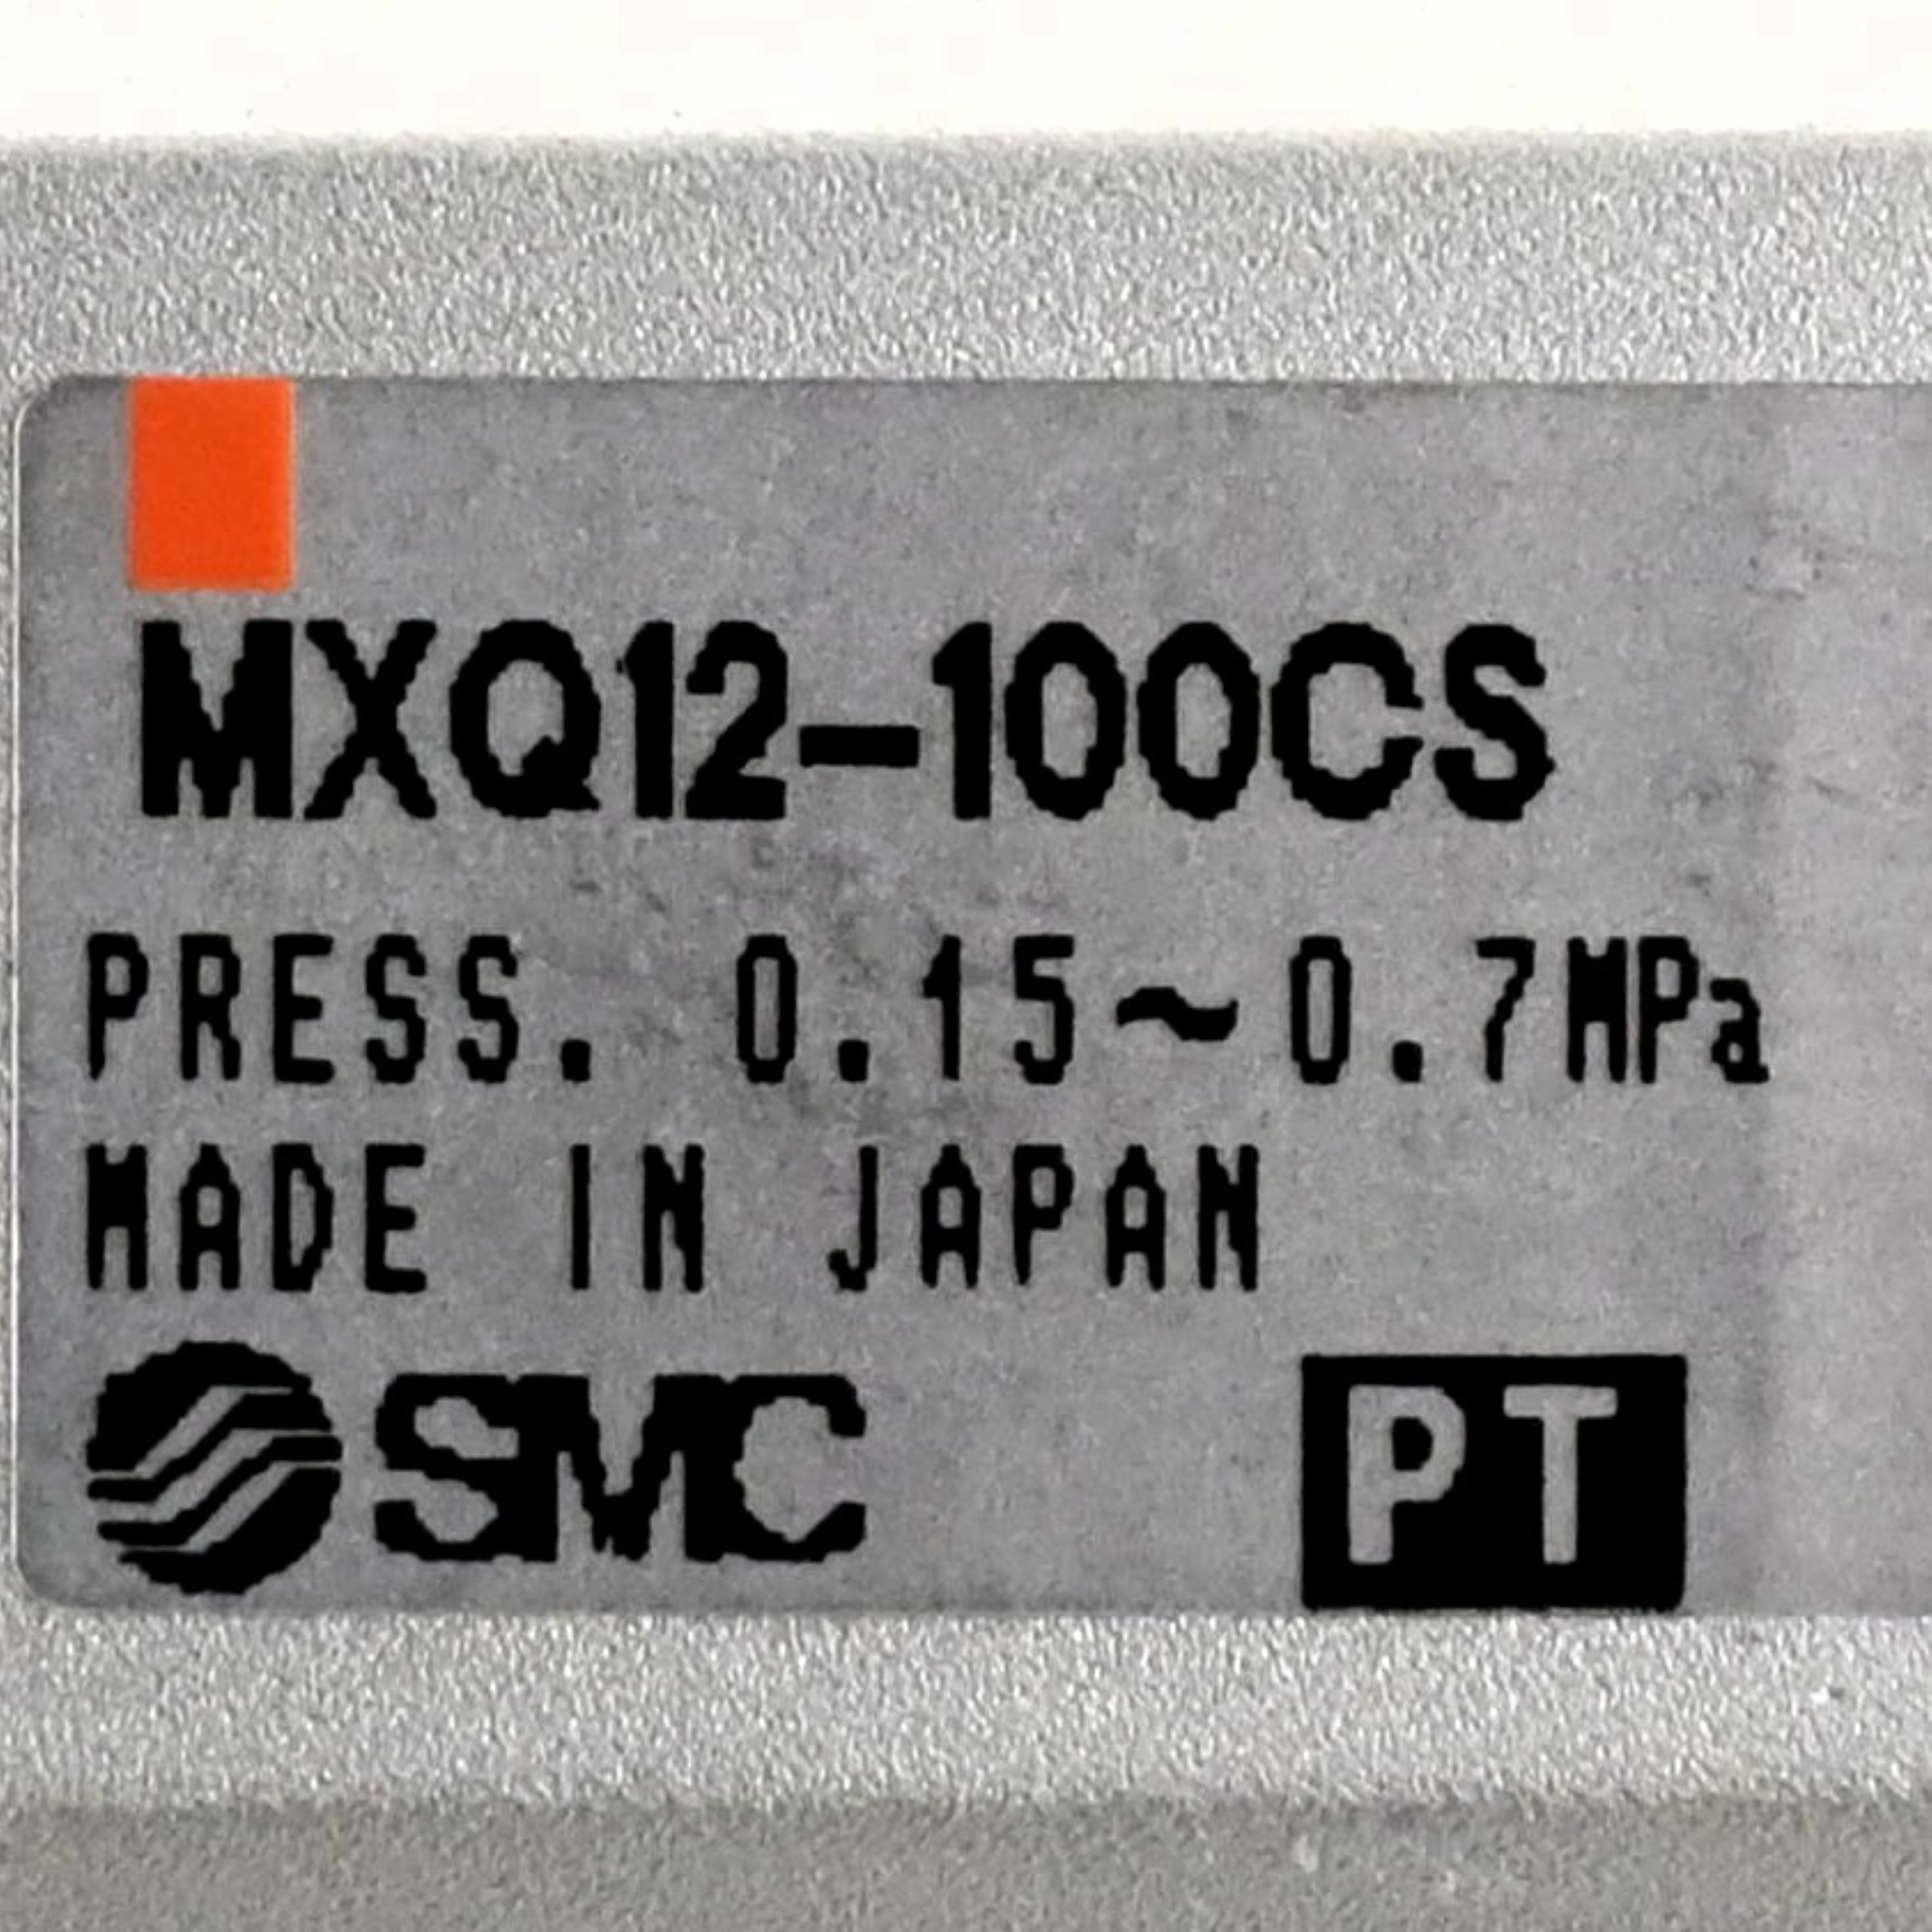 MXQ12-100CS
PRESS. 0.15~0.7MPa
MADE IN JAPAN
SMC PT